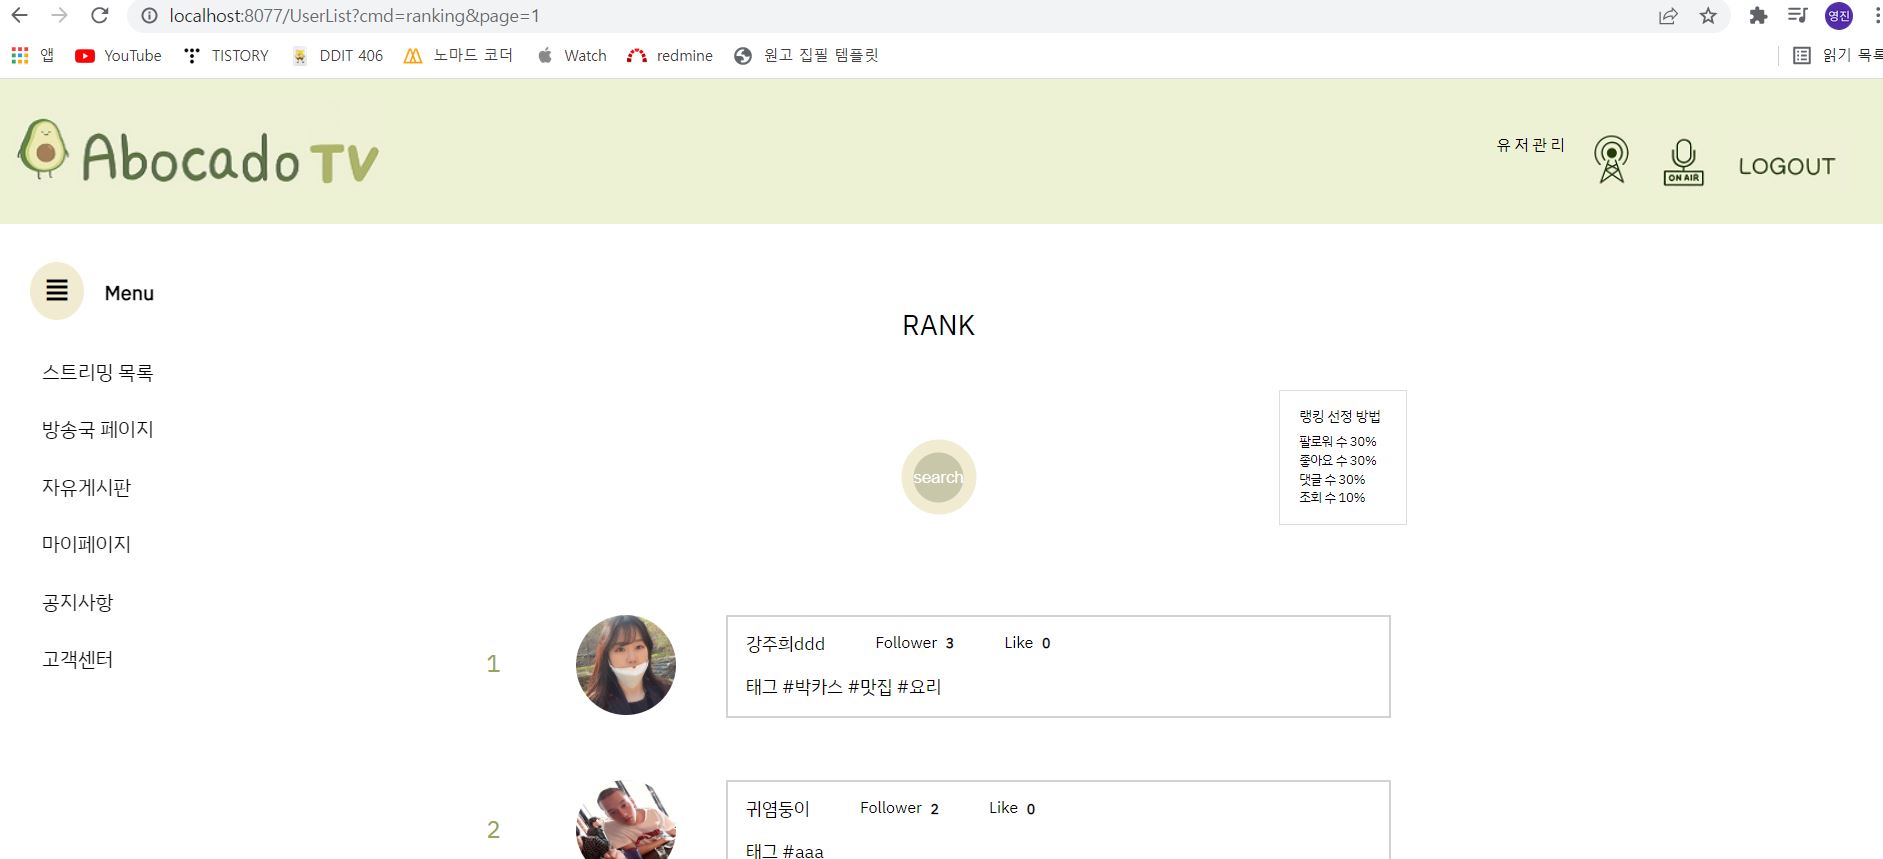 localhost:8077/UserList?cmd=ranking&page=1
영진
앱 YouTube TISTORY DDIT 406 노마드 코더 Watch redmine 원고 집필 템플릿 읽기 목록
Abocado TV
유저관리
ON AIR
LOGOUT
Menu
스트리밍 목록
방송국 페이지
자유게시판
마이페이지
공지사항
고객센터
RANK
search
랭킹 선정 방법
팔로워 수 30%
좋아요 수 30%
댓글 수 30%
조회 수 10%
1
강주희ddd Follower 3 Like 0
태그 #박카스 #맛집 #요리
2
귀염둥이 Follower 2 Like 0
태그 #aaa